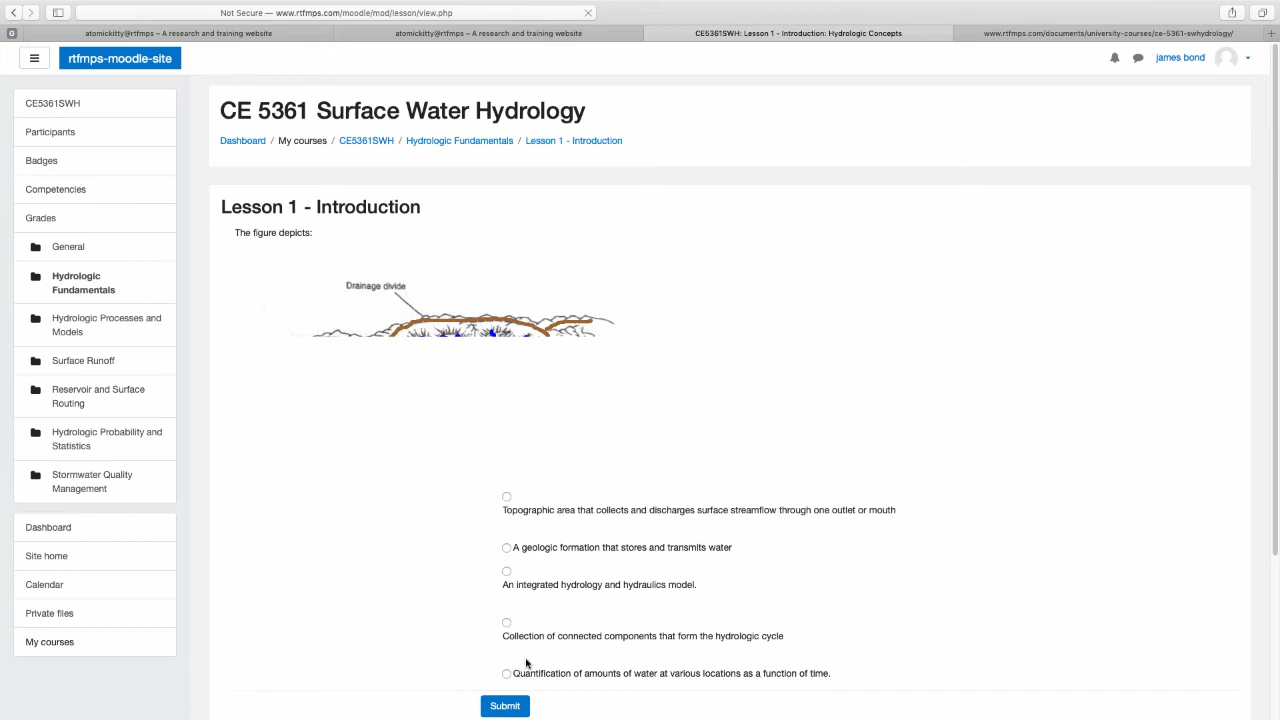 Not Secure — www.rtfmps.com/moodle/mod/lesson/view.php
G
atomickitty@rtfmps – A research and training website
atomickitty@rtfmps – A research and training website
CE5361SWH: Lesson 1 - Introduction: Hydrologic Concepts
www.rtfmps.com/documents/university-courses/ce-5361-swhydrology/
rtfmps-moodle-site
james bond
CE5361SWH
Participants
Badges
Competencies
Grades
General
Hydrologic
Fundamentals
Hydrologic Processes and
Models
Surface Runoff
Reservoir and Surface
Routing
Hydrologic Probability and
Statistics
Stormwater Quality
Management
Dashboard
Site home
Calendar
Private files
My courses
CE 5361 Surface Water Hydrology
Dashboard / My courses / CE5361SWH / Hydrologic Fundamentals / Lesson 1 - Introduction
Lesson 1 - Introduction
The figure depicts:
Drainage divide
Topographic area that collects and discharges surface streamflow through one outlet or mouth
A geologic formation that stores and transmits water
An integrated hydrology and hydraulics model.
Collection of connected components that form the hydrologic cycle
Quantification of amounts of water at various locations as a function of time.
Submit